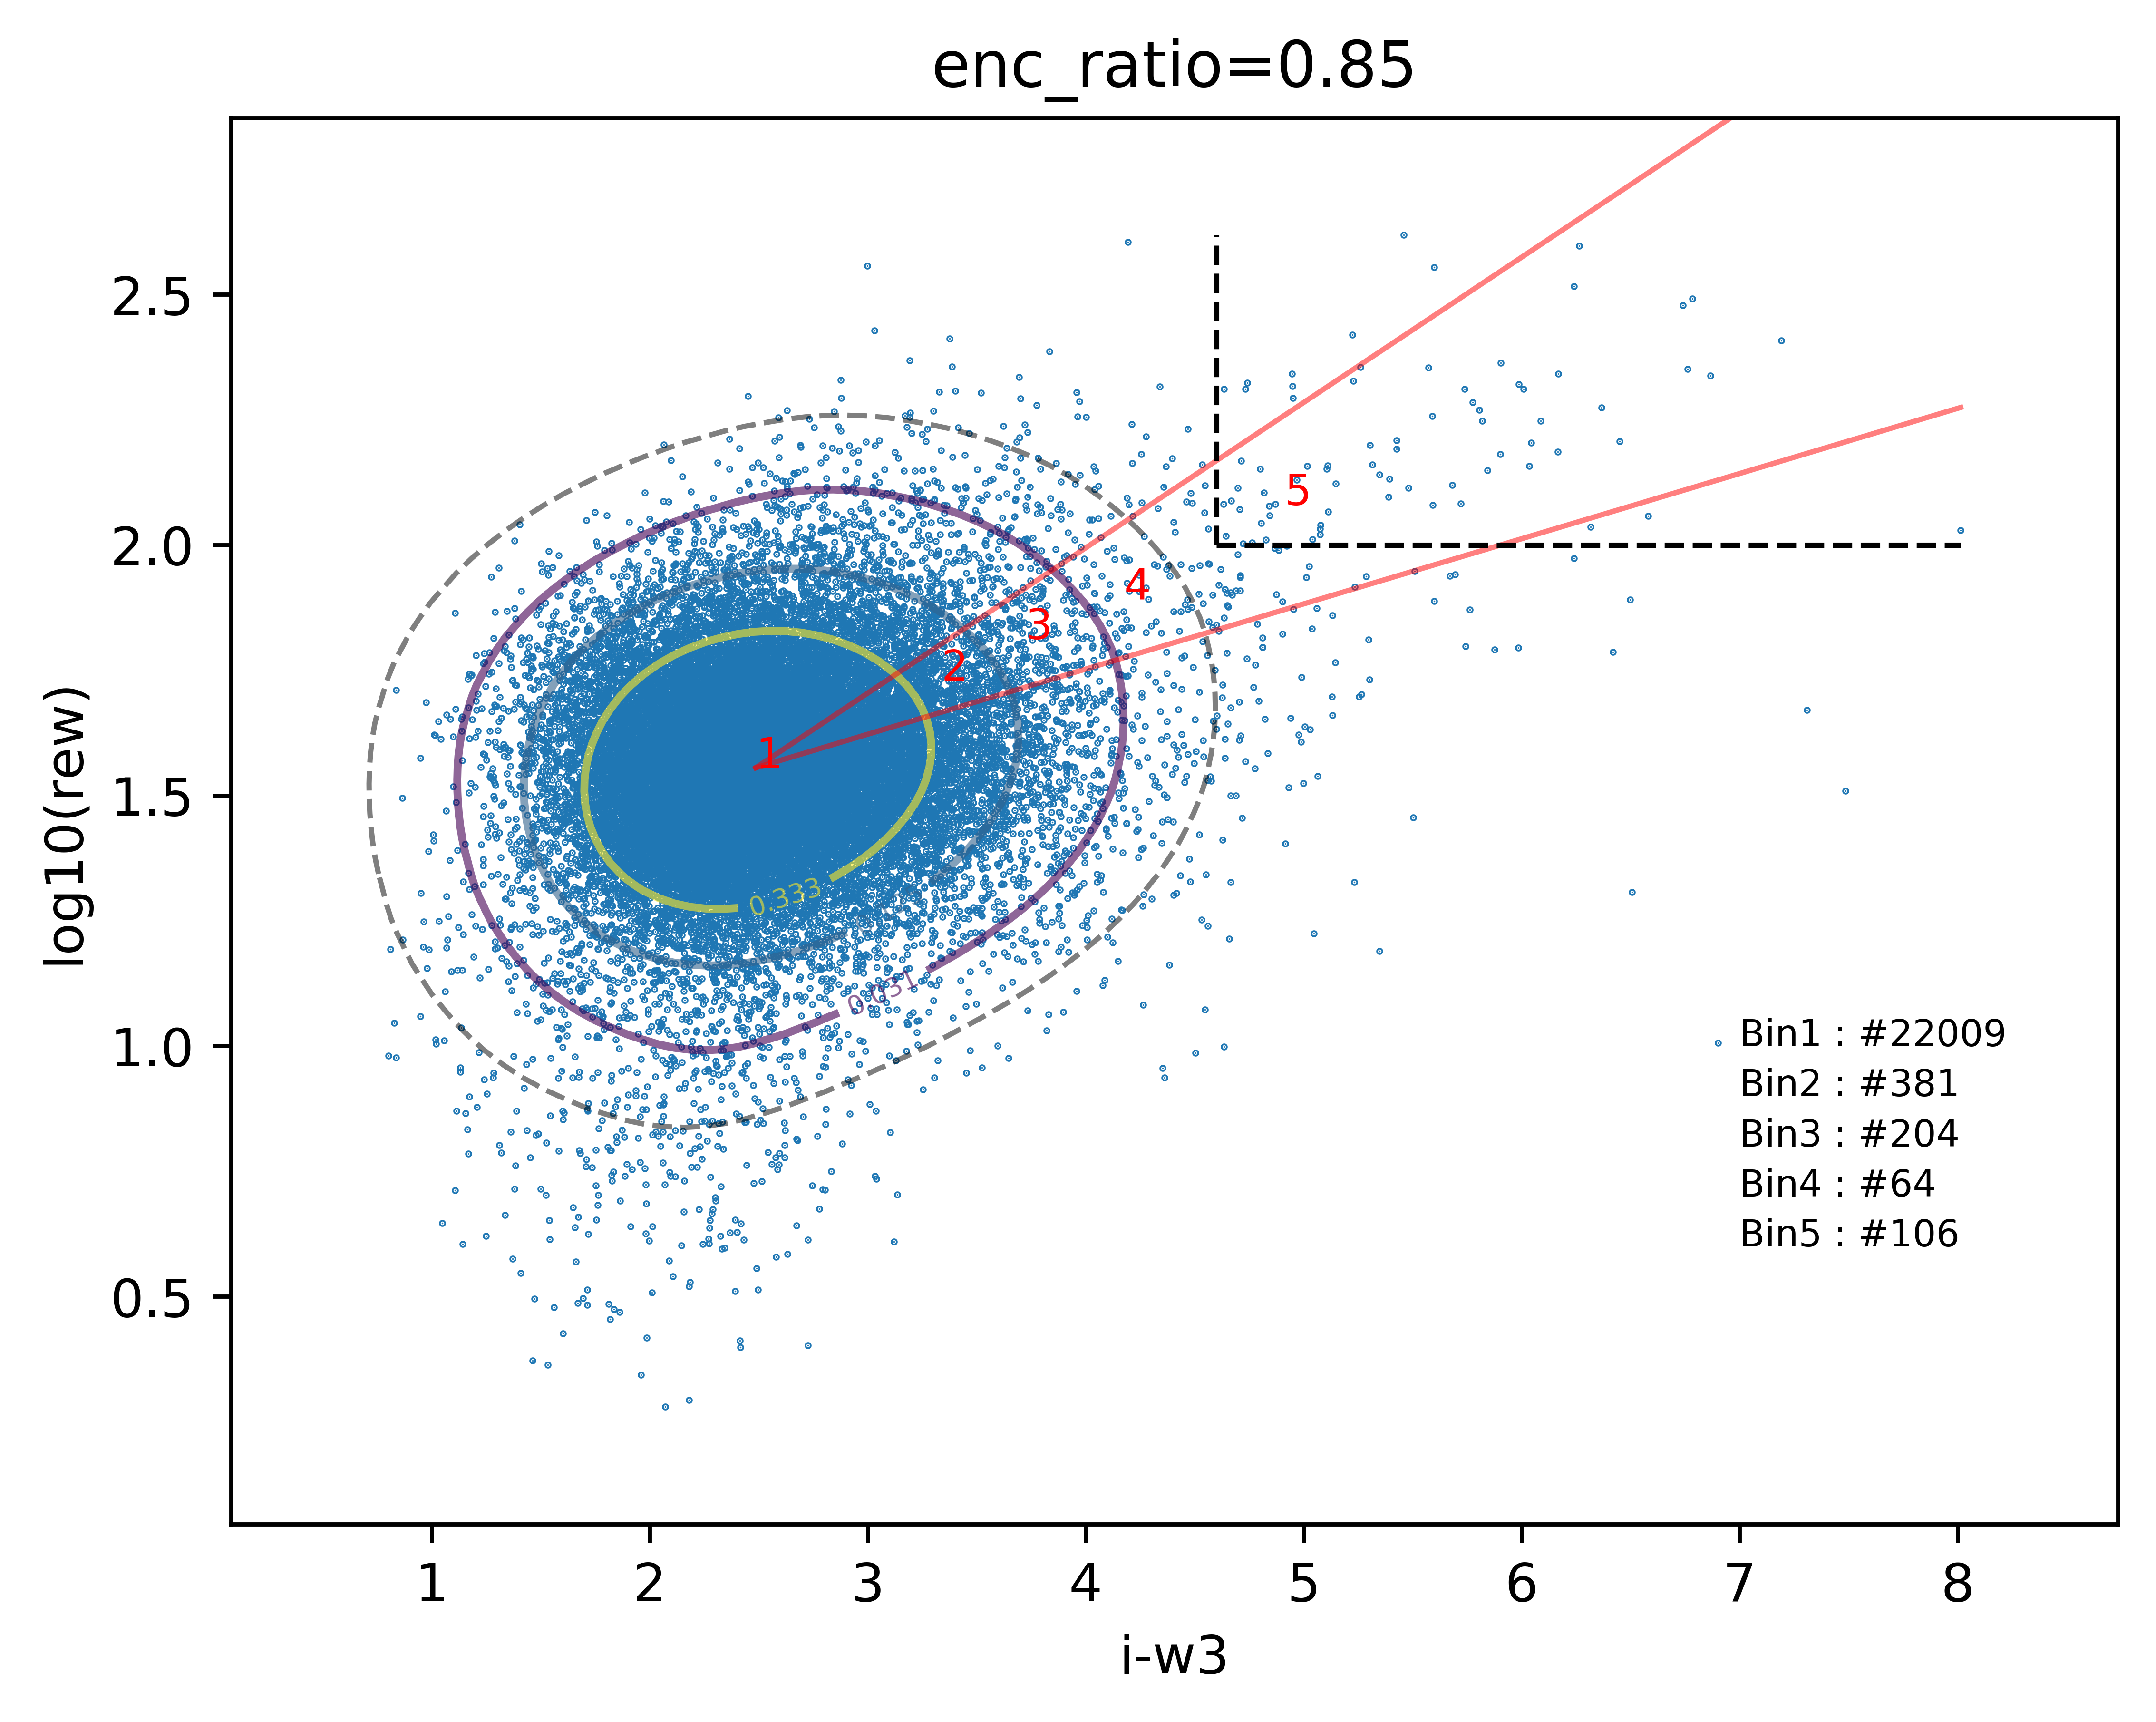 enc_ratio=0.85
log10(rew)
2.5
2.0
1.5
1.0
0.5
5
4
3
2
1
0.333
0.031
Bin1 : #22009
Bin2 : #381
Bin3 : #204
Bin4 : #64
Bin5 : #106
1 2 3 4 5 6 7 8
i-w3